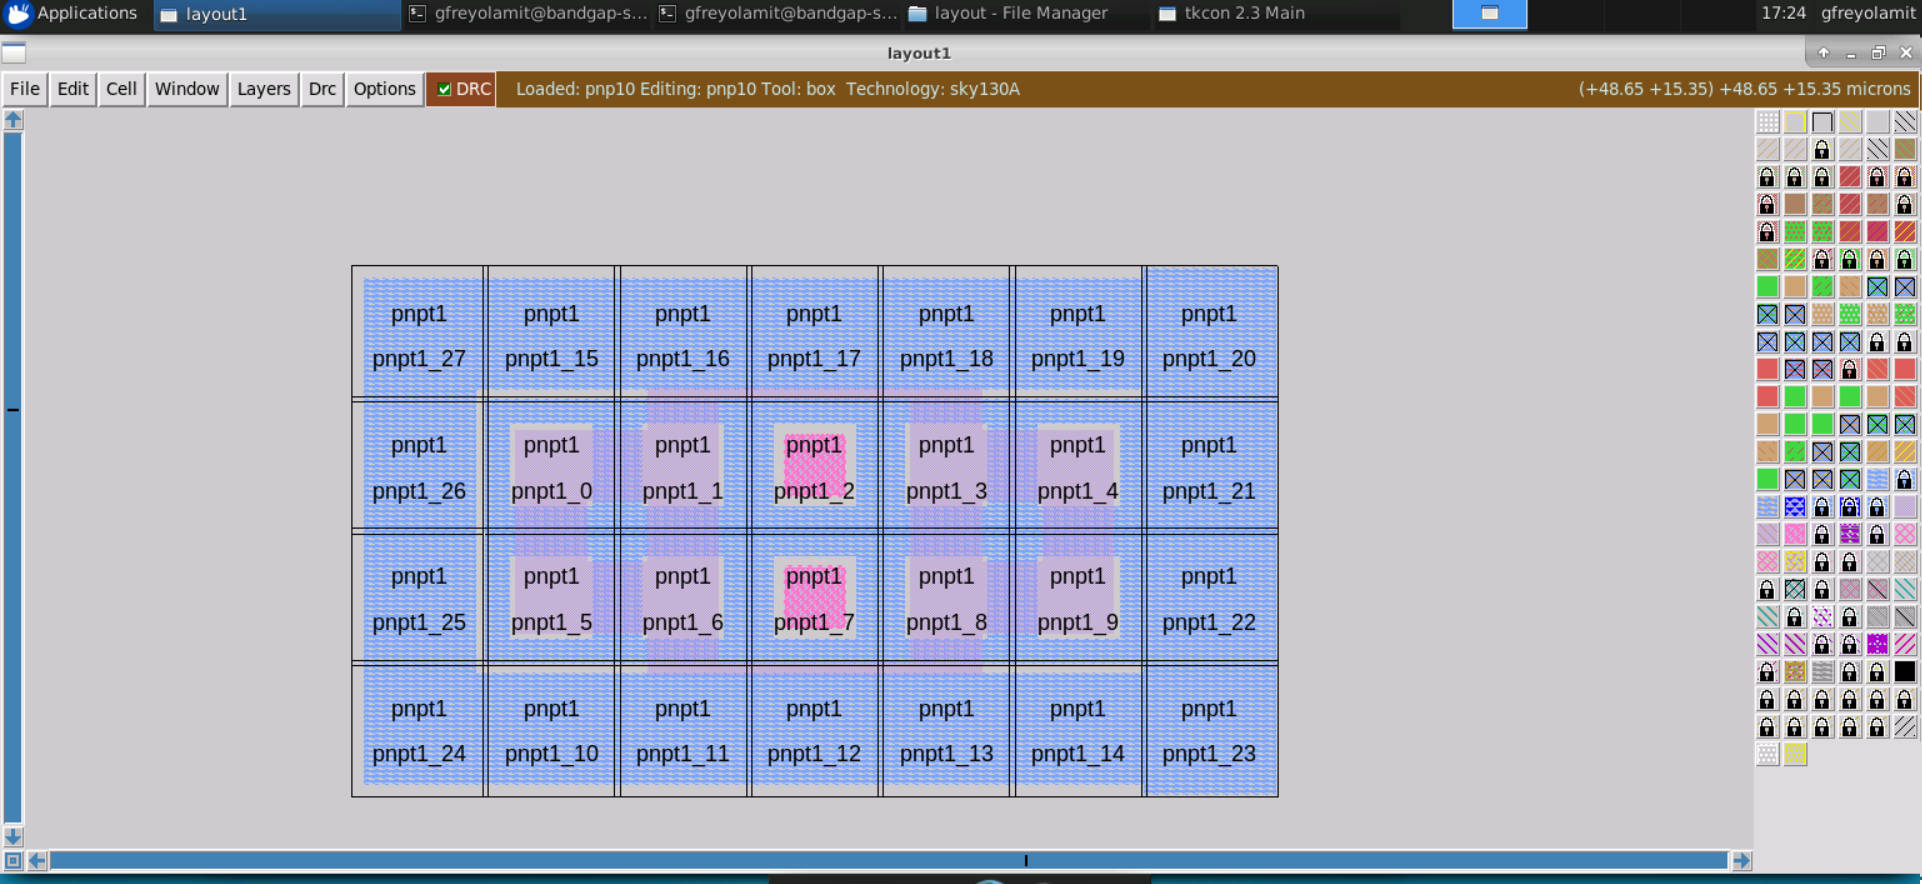 Applications layout1 gfreyolamit@bandgap-s... gfreyolamit@bandgap-s... layout - File Manager tkcon 2.3 Main 17:24 gfreyolamit
layout1
File Edit Cell Window Layers Drc Options DRC Loaded: pnp10 Editing: pnp10 Tool: box Technology: sky130A (+48.65 +15.35) +48.65 +15.35 microns
pnpt1 pnpt1 pnpt1 pnpt1 pnpt1 pnpt1 pnpt1
pnpt1_27 pnpt1_15 pnpt1_16 pnpt1_17 pnpt1_18 pnpt1_19 pnpt1_20
pnpt1 pnpt1 pnpt1 pnpt1 pnpt1 pnpt1 pnpt1
pnpt1_26 pnpt1_0 pnpt1_1 pnpt1_2 pnpt1_3 pnpt1_4 pnpt1_21
pnpt1 pnpt1 pnpt1 pnpt1 pnpt1 pnpt1 pnpt1
pnpt1_25 pnpt1_5 pnpt1_6 pnpt1_7 pnpt1_8 pnpt1_9 pnpt1_22
pnpt1 pnpt1 pnpt1 pnpt1 pnpt1 pnpt1 pnpt1
pnpt1_24 pnpt1_10 pnpt1_11 pnpt1_12 pnpt1_13 pnpt1_14 pnpt1_23